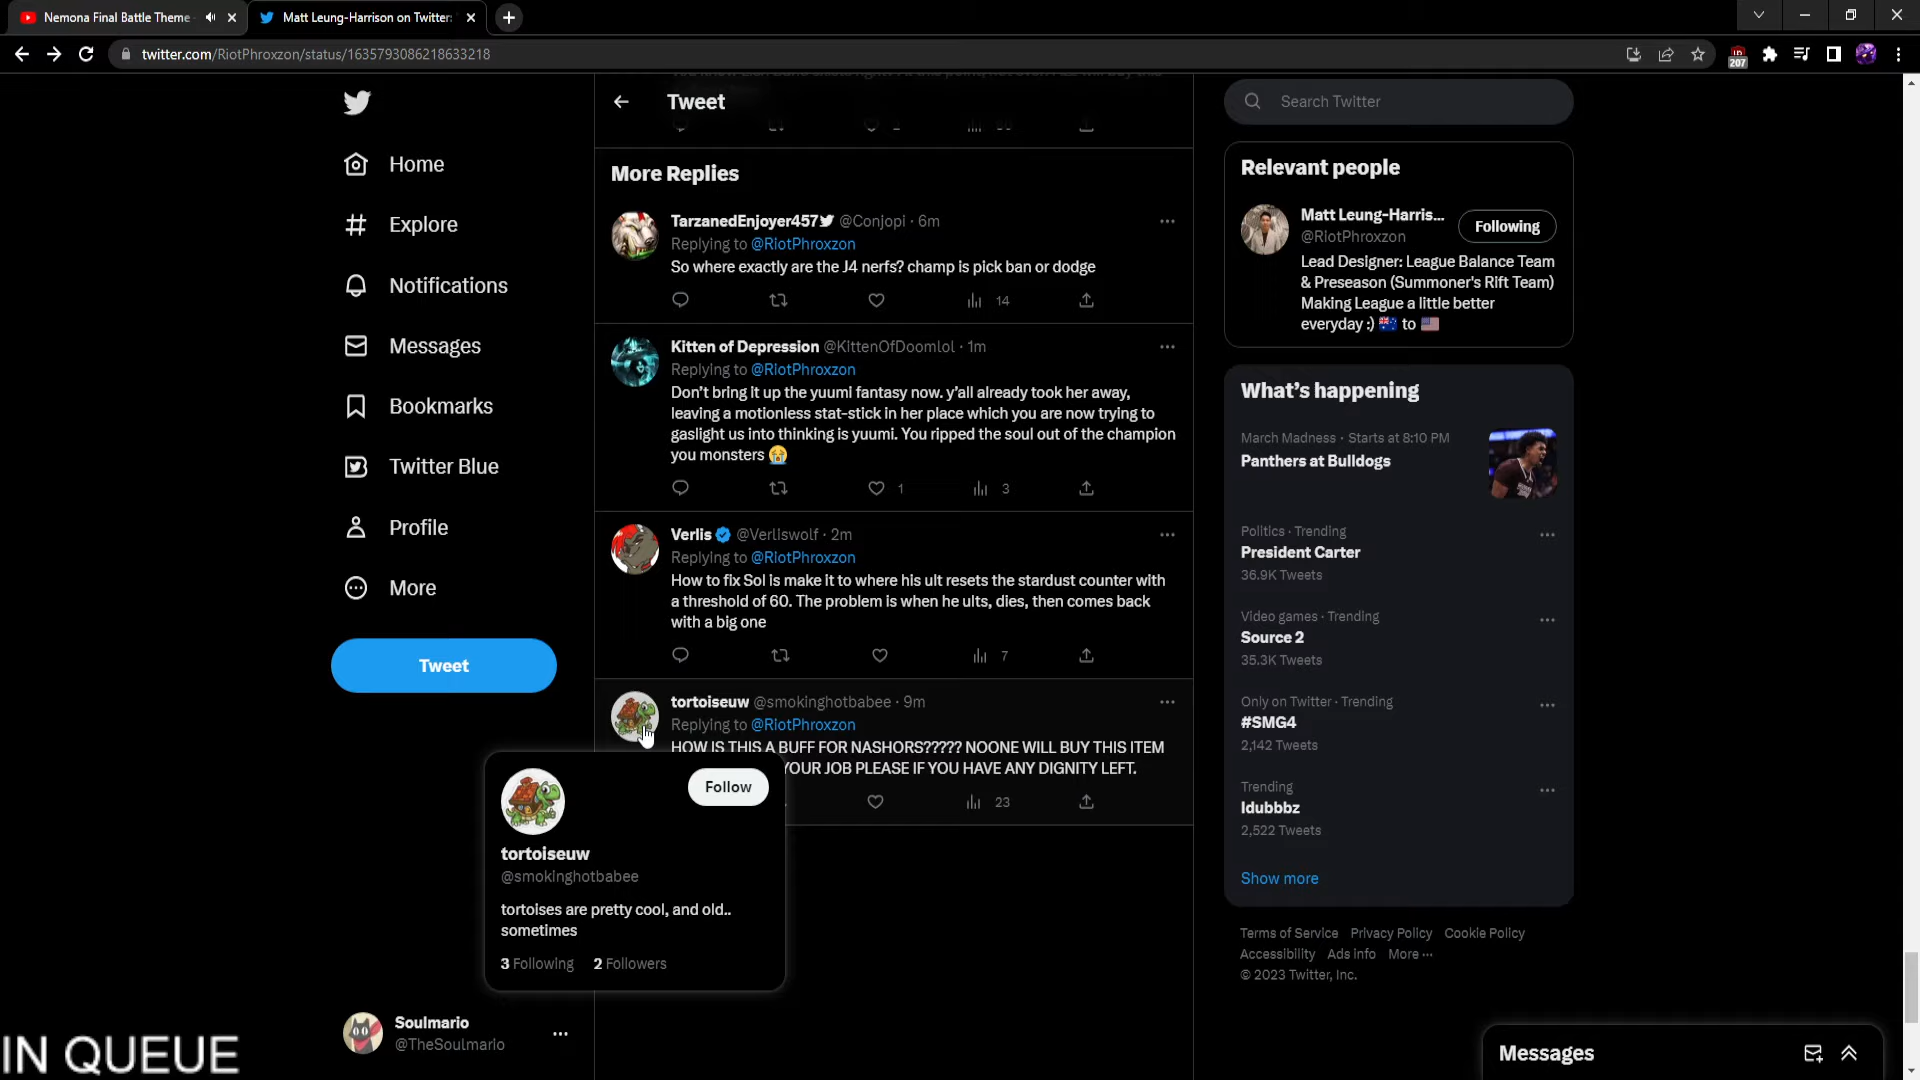 Nemona Final Battle Theme
Matt Leung-Harrison on Twitter:
twitter.com/RiotPhroxzon/status/1635793086218633218
207
Home
Explore
Notifications
Messages
Bookmarks
Twitter Blue
Profile
More
Tweet
Soulmario
@TheSoulmario
IN QUEUE
Tweet
More Replies
TarzanedEnjoyer457 @Conjopi · 6m
Replying to @RiotPhroxzon
So where exactly are the J4 nerfs? champ is pick ban or dodge
14
Kitten of Depression @KittenOfDoomlol · 1m
Replying to @RiotPhroxzon
Don't bring it up the yuumi fantasy now. y'all already took her away,
leaving a motionless stat-stick in her place which you are now trying to
gaslight us into thinking is yuumi. You ripped the soul out of the champion
you monsters 😭
1 3
Verlis @Verliswolf · 2m
Replying to @RiotPhroxzon
How to fix Sol is make it to where his ult resets the stardust counter with
a threshold of 60. The problem is when he ults, dies, then comes back
with a big one
7
tortoiseuw @smokinghotbabee · 9m
Replying to @RiotPhroxzon
HOW IS THIS A BUFF FOR NASHORS????? NOONE WILL BUY THIS ITEM
YOUR JOB PLEASE IF YOU HAVE ANY DIGNITY LEFT.
23
Follow
tortoiseuw
@smokinghotbabee
tortoises are pretty cool, and old..
sometimes
3 Following 2 Followers
Search Twitter
Relevant people
Matt Leung-Harris...
@RiotPhroxzon
Following
Lead Designer: League Balance Team
& Preseason (Summoner's Rift Team)
Making League a little better
everyday :) 🇦🇺 to 🇺🇸
What's happening
March Madness · Starts at 8:10 PM
Panthers at Bulldogs
Politics · Trending
President Carter
36.9K Tweets
Video games · Trending
Source 2
35.3K Tweets
Only on Twitter · Trending
#SMG4
2,142 Tweets
Trending
Idubbbz
2,522 Tweets
Show more
Terms of Service Privacy Policy Cookie Policy
Accessibility Ads info More ···
© 2023 Twitter, Inc.
Messages